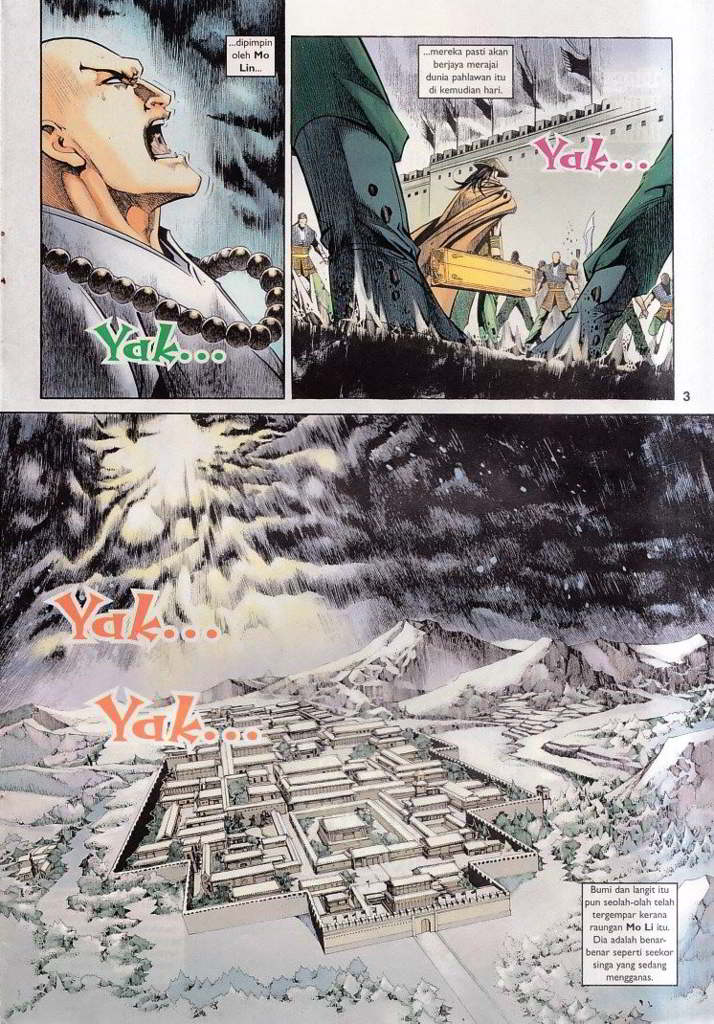 ...dipimpin
oleh Mo
Lin...
Yak...
...mereka pasti akan
berjaya merajai
dunia pahlawan itu
di kemudian hari.
Yak...
3
Yak...
Yak...
Bumi dan langit itu
pun seolah-olah telah
tergempar kerana
raungan Mo Li itu.
Dia adalah benar-
benar seperti seekor
singa yang sedang
mengganas.